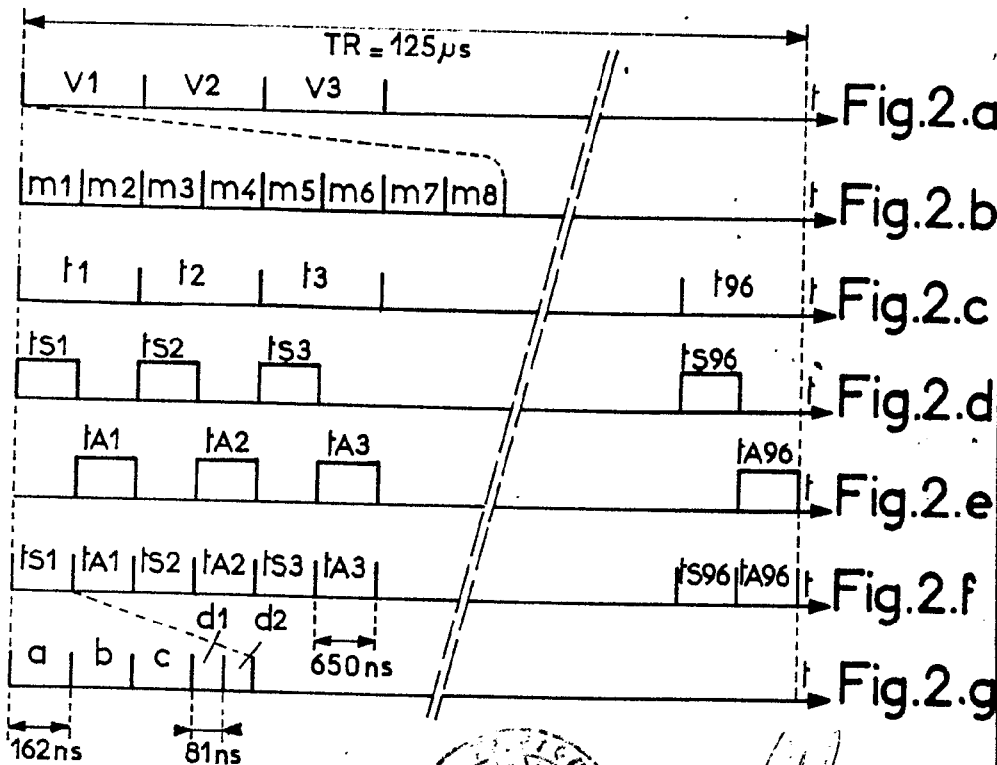 TR = 125µs
V1 V2 V3 t Fig.2.a
m1 m2 m3 m4 m5 m6 m7 m8 t Fig.2.b
t1 t2 t3 t96 t Fig.2.c
tS1 tS2 tS3 tS96 t Fig.2.d
tA1 tA2 tA3 tA96 t Fig.2.e
tS1 tA1 tS2 tA2 tS3 tA3 tS96 tA96 t Fig.2.f
650ns
a b c d1 d2 t Fig.2.g
162ns 81ns